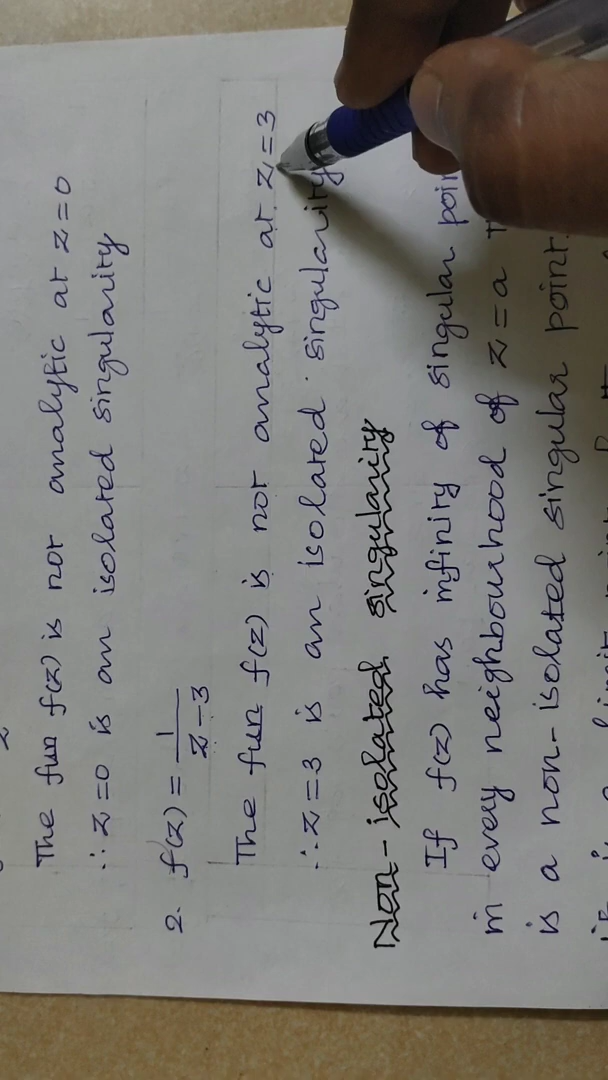 The fun f(z) is not analytic at z=0
∴ z=0 is an isolated singularity
2. f(z) = 1/z-3
The fun f(z) is not analytic at z=3
∴ z=3 is an isolated singularity
Non-isolated singularity
If f(z) has infinity of singular
in every neighbourhood of z=a
is a non-isolated singular point.